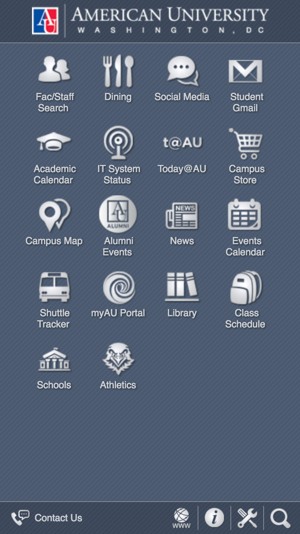 AU AMERICAN UNIVERSITY
WASHINGTON, DC
Fac/Staff Search
Dining
Social Media
Student Gmail
t@AU
Academic Calendar
IT System Status
Today@AU
Campus Store
AU
ALUMNI
NEWS
Campus Map
Alumni Events
News
Events Calendar
Shuttle Tracker
myAU Portal
Library
Class Schedule
Schools
Athletics
Contact Us
www
i